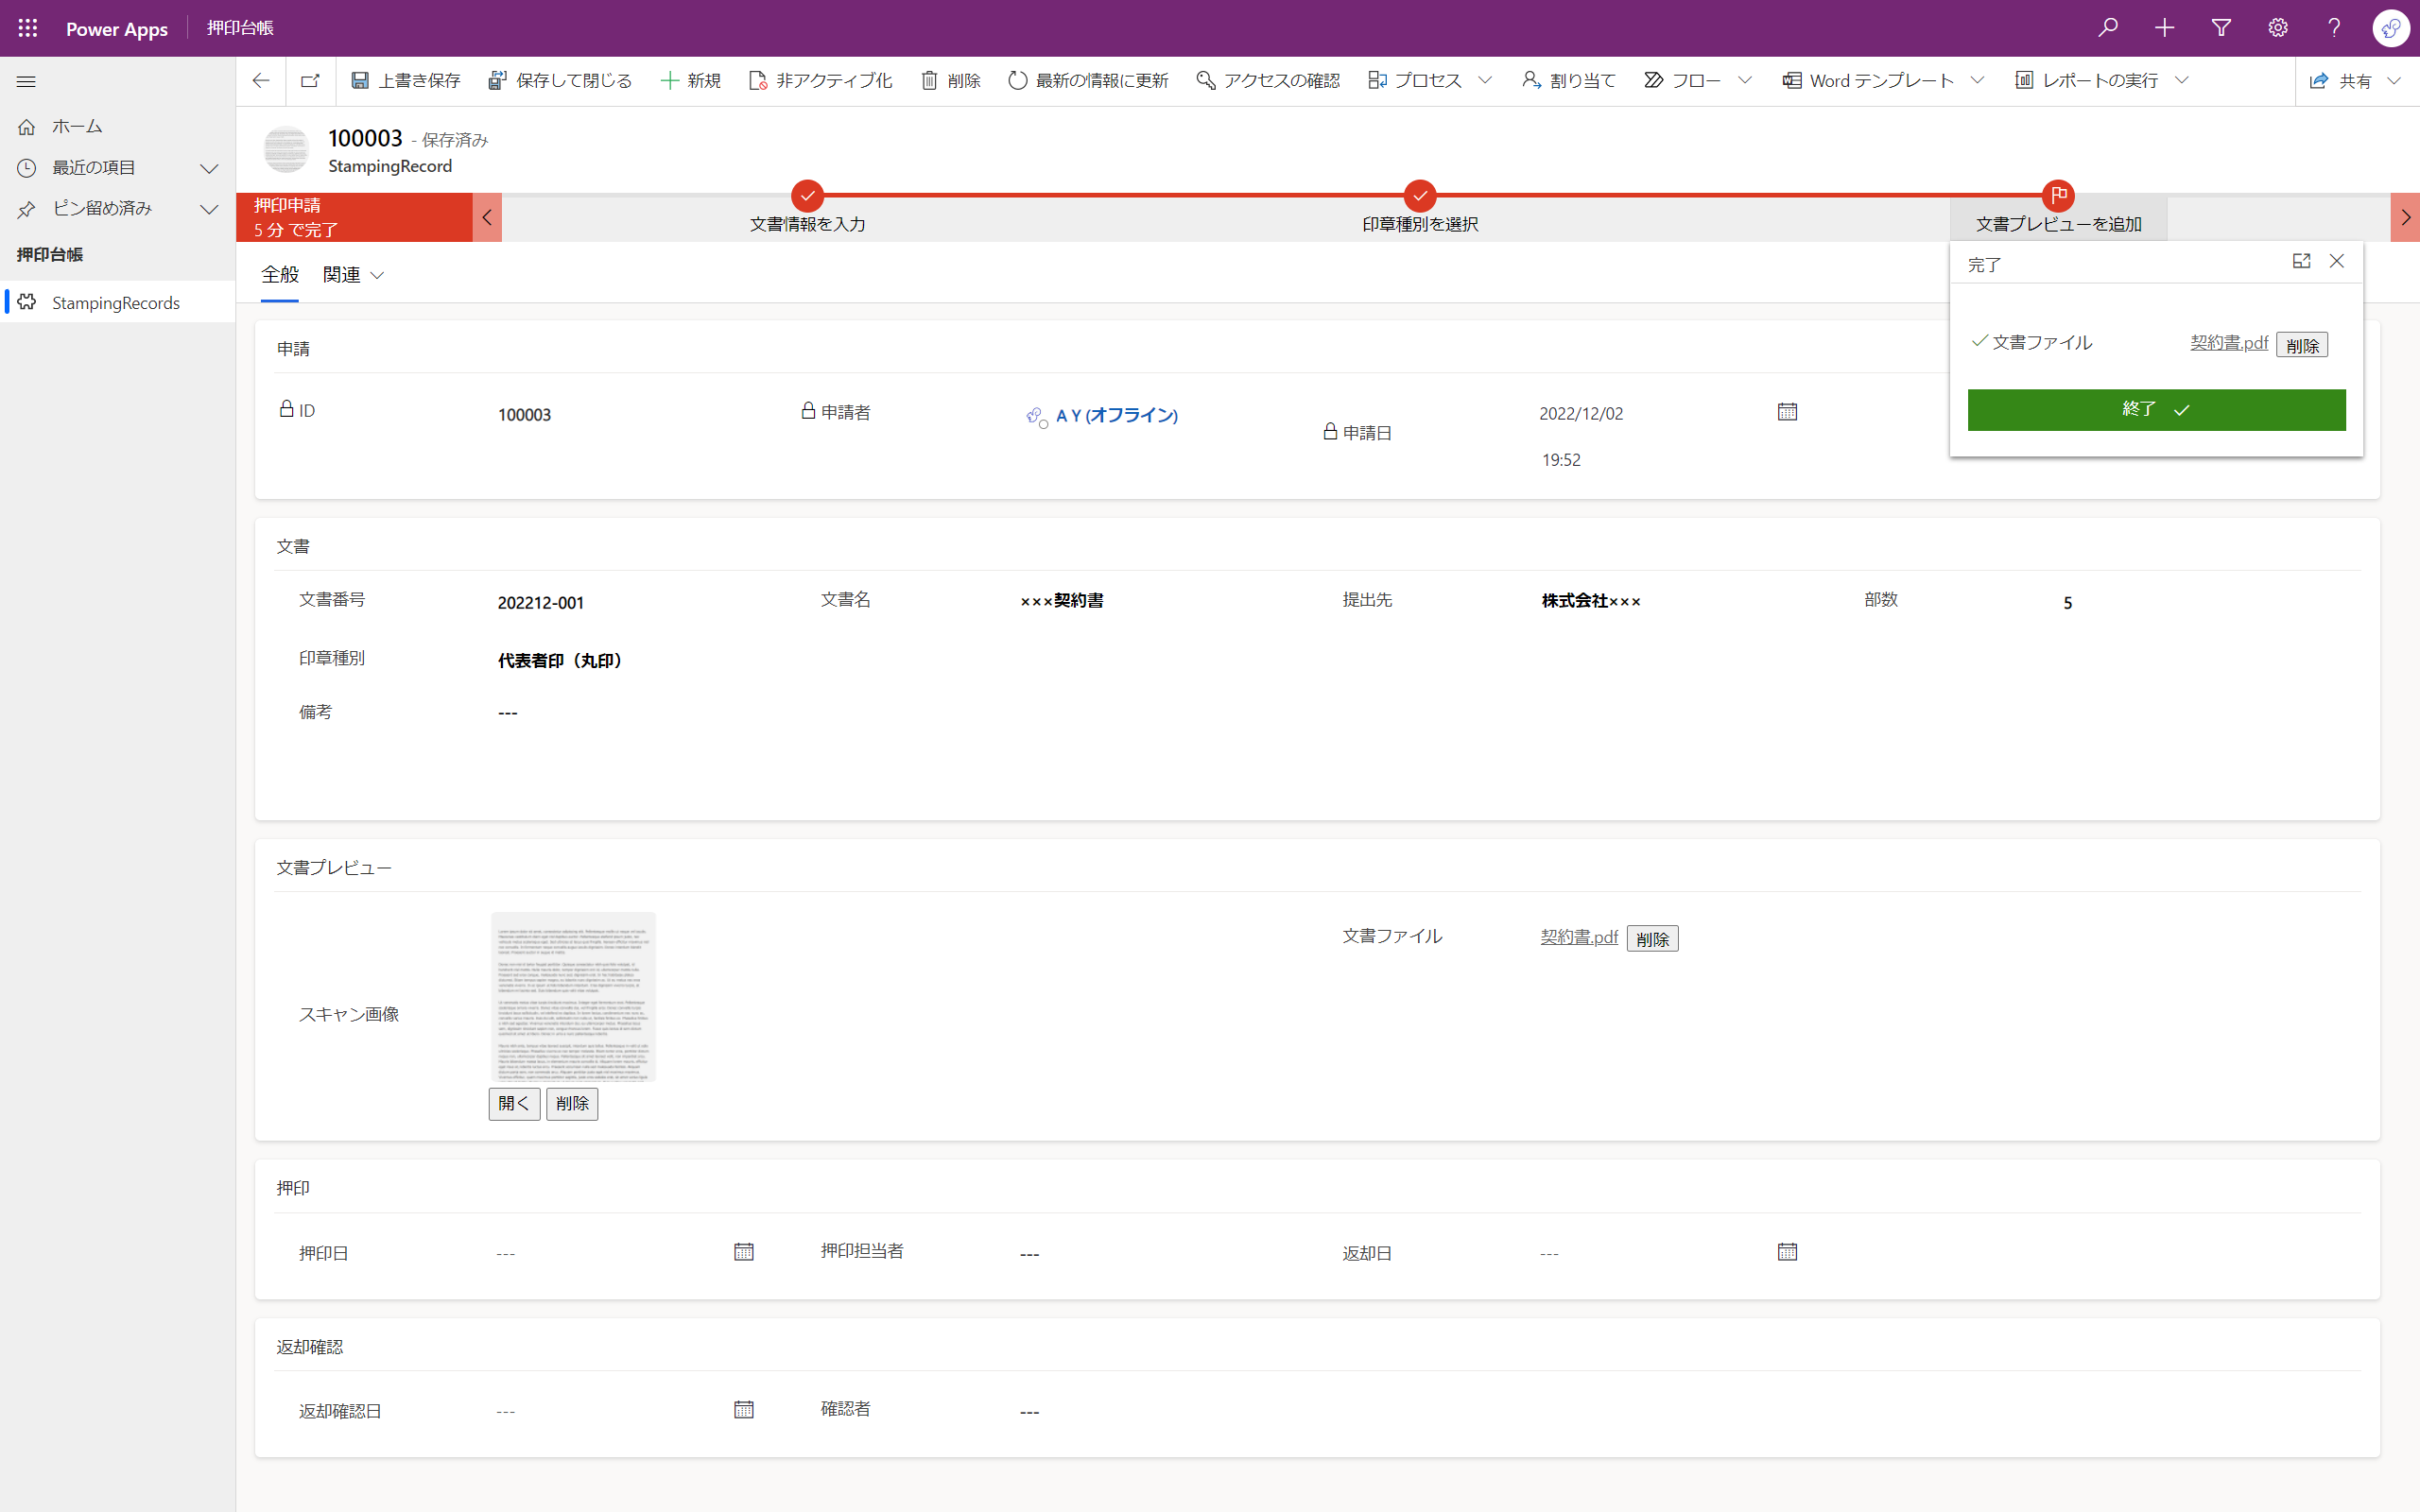 Power Apps 押印台帳
上書き保存 保存して閉じる 新規 非アクティブ化 削除 最新の情報に更新 アクセスの確認 プロセス 割り当て フロー Word テンプレート レポートの実行 共有
ホーム
最近の項目
ピン留め済み
押印台帳
StampingRecords
100003 - 保存済み
StampingRecord
押印申請
5 分 で完了
文書情報を入力
印章種別を選択
文書プレビューを追加
完了
文書ファイル 契約書.pdf 削除
終了
全般 関連
申請
ID 100003 申請者 A Y (オフライン) 申請日 2022/12/02
19:52
文書
文書番号 202212-001 文書名 ×××契約書 提出先 株式会社××× 部数 5
印章種別 代表者印（丸印）
備考 ---
文書プレビュー
スキャン画像
文書ファイル 契約書.pdf 削除
開く 削除
押印
押印日 --- 押印担当者 --- 返却日 ---
返却確認
返却確認日 --- 確認者 ---